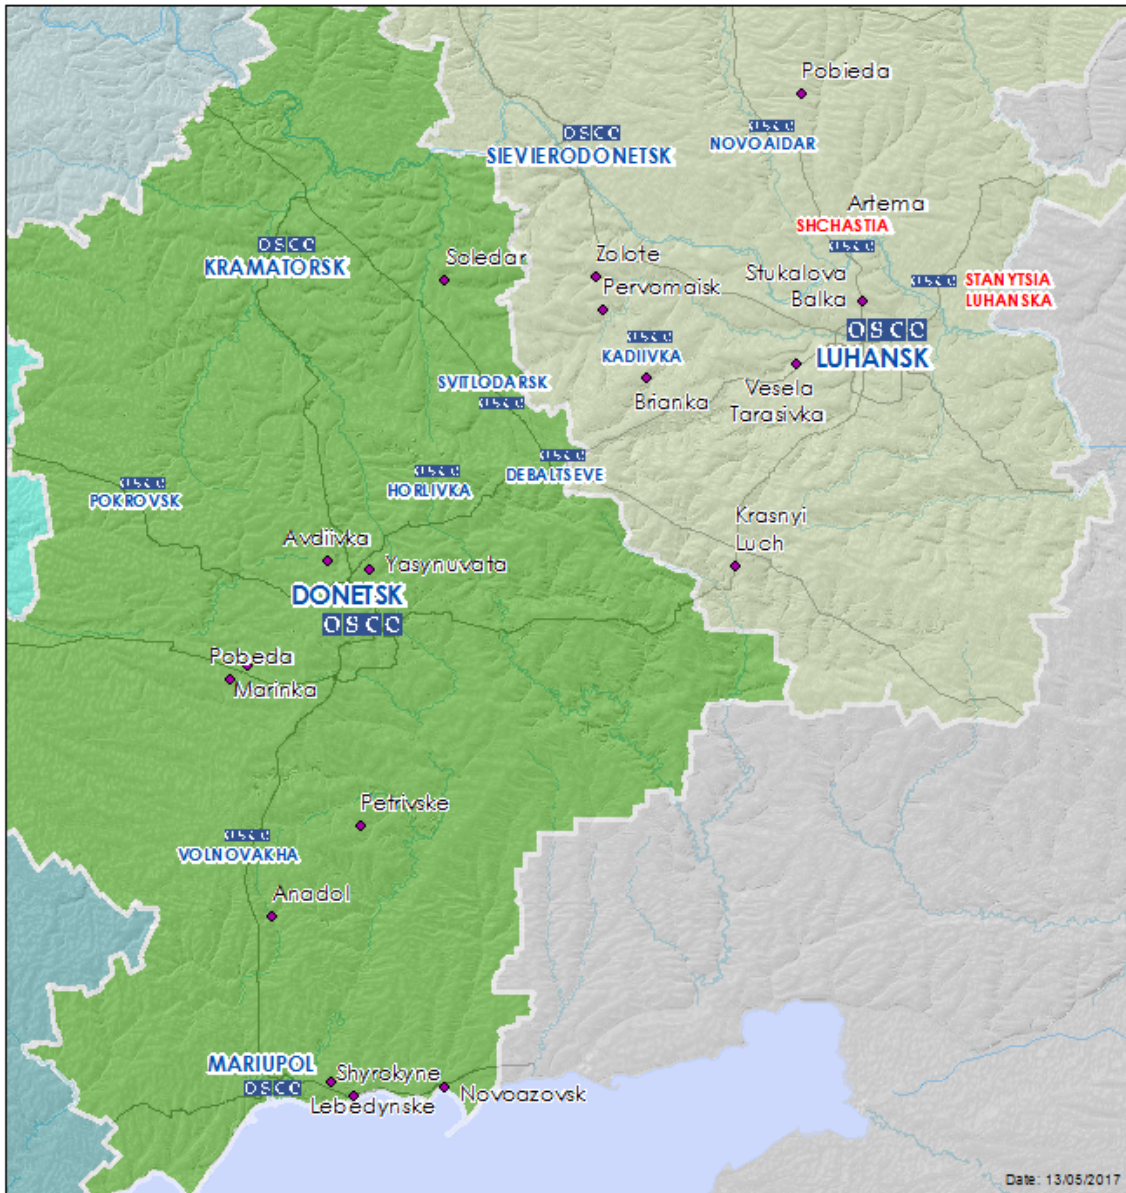 Pobieda
OSCC
NOVOAIDAR
OSCC
SIEVIERODONETSK
Artema
SHCHASTIA
OSCC
OSCC
KRAMATORSK
Soledar
Zolote
Pervomaisk
Stukalova
Balka
OSCC
STANYTSIA
LUHANSKA
OSCC
LUHANSK
OSCC
KADIIVKA
Brianka
Vesela
Tarasivka
SVITLODARSK
OSCC
OSCC
DEBALTSEVE
OSCC
HORLIVKA
OSCC
POKROVSK
Krasnyi
Luch
Avdiivka
Yasynuvata
DONETSK
OSCC
Pobeda
Marinka
Petrivske
OSCC
VOLNOVAKHA
Anadol
MARIUPOL
OSCC
Shyrokyne
Lebedynske
Novoazovsk
Date: 13/05/2017